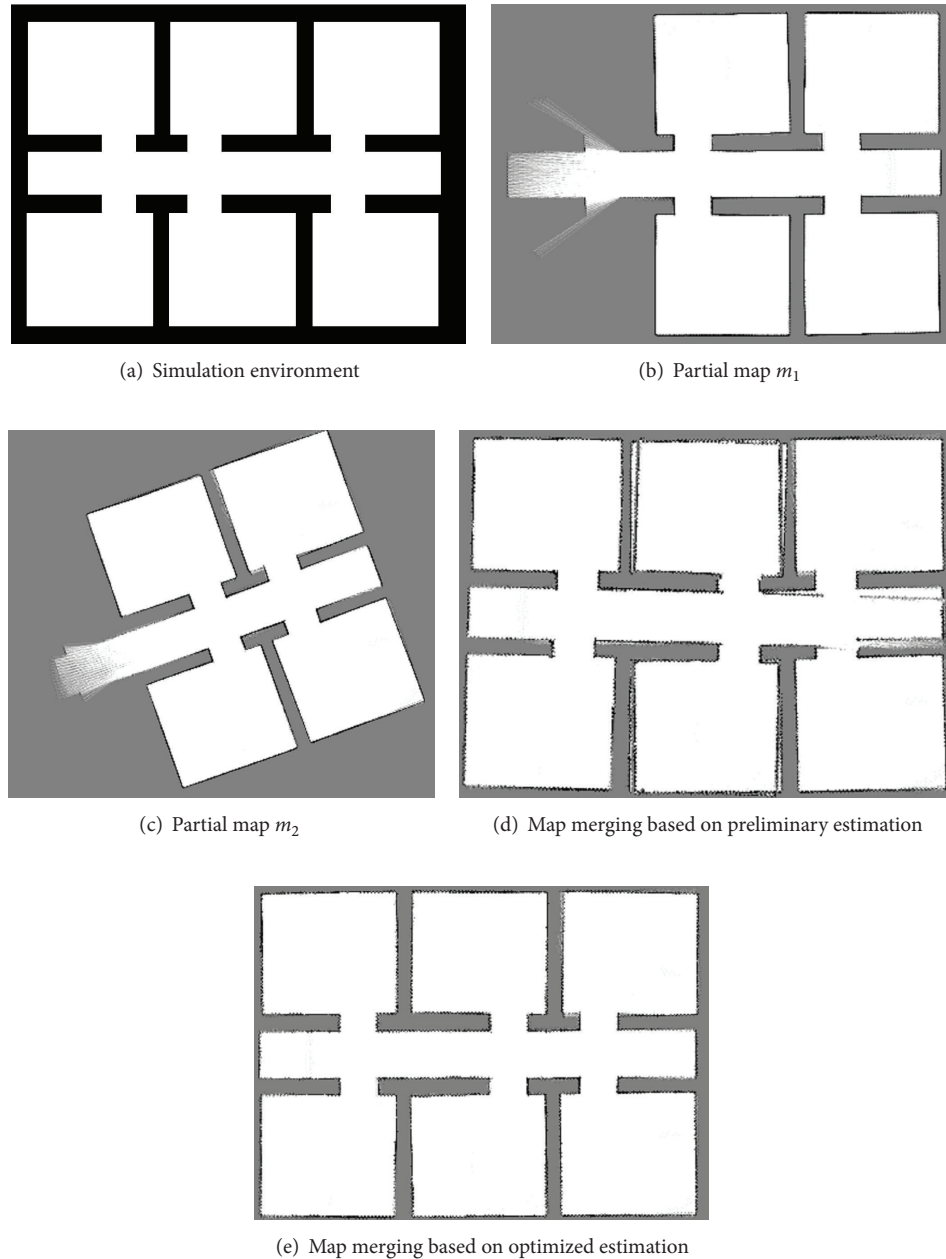 (a) Simulation environment
(b) Partial map m₁
(c) Partial map m₂
(d) Map merging based on preliminary estimation
(e) Map merging based on optimized estimation